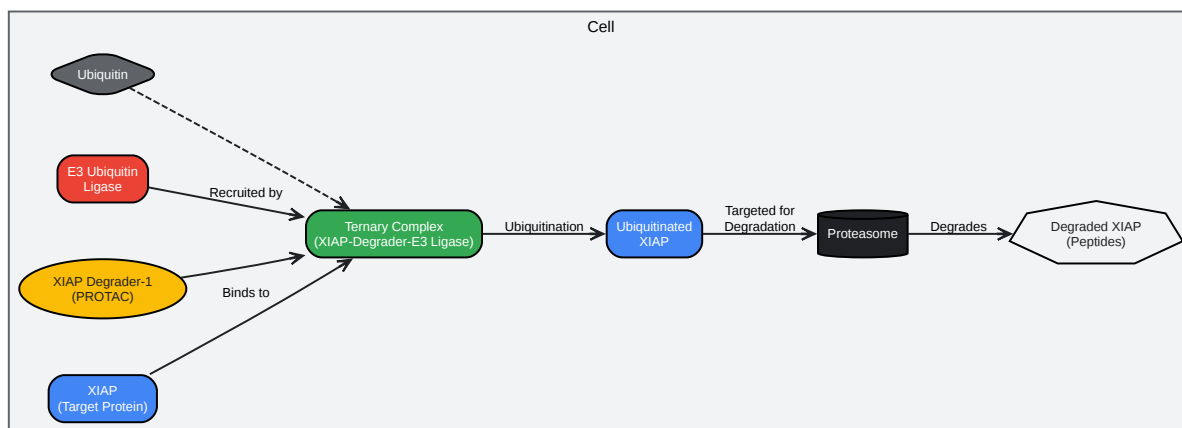 Cell
Ubiquitin
E3 Ubiquitin
Ligase
Recruited by
XIAP Degrader-1
(PROTAC)
Binds to
XIAP
(Target Protein)
Ternary Complex
(XIAP-Degrader-E3 Ligase)
Ubiquitination
Ubiquitinated
XIAP
Targeted for
Degradation
Proteasome
Degrades
Degraded XIAP
(Peptides)